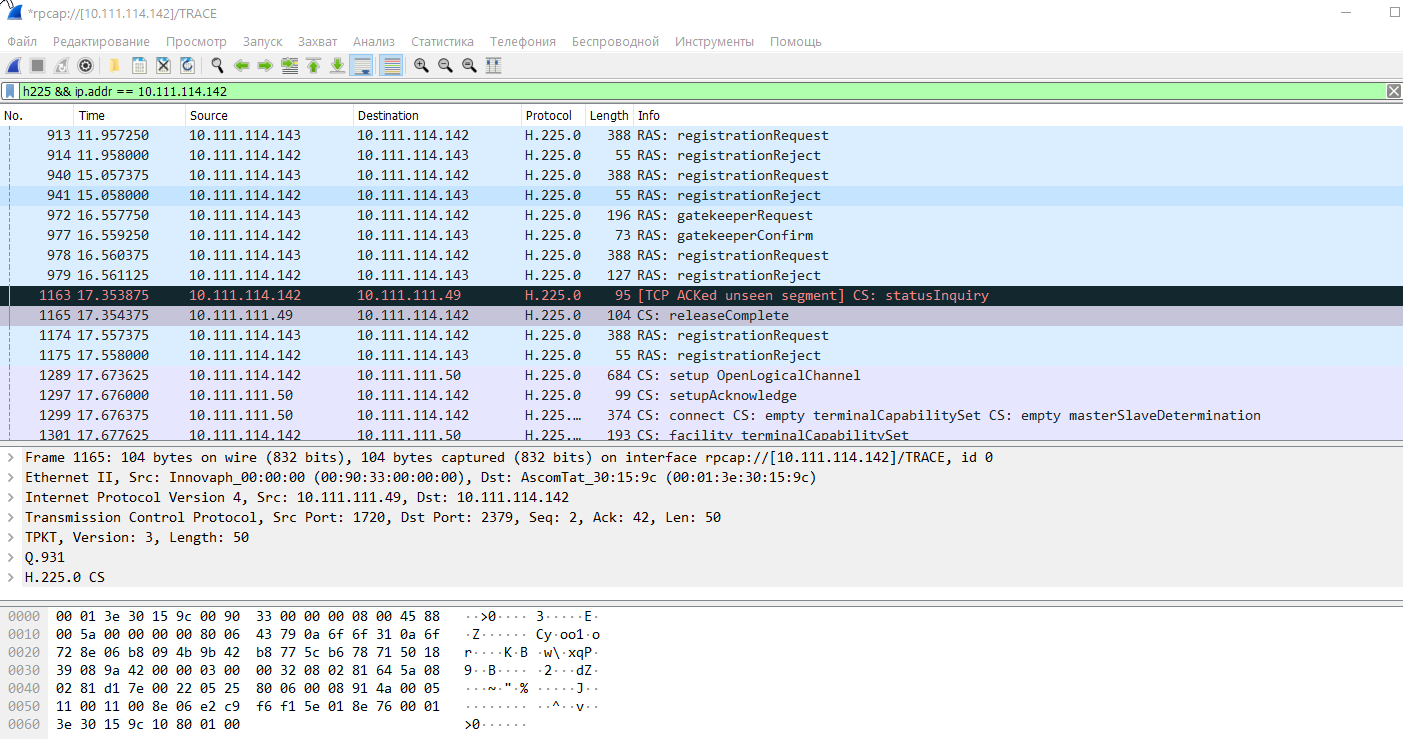 *rpcap://[10.111.114.142]/TRACE
Файл Редактирование Просмотр Запуск Захват Анализ Статистика Телефония Беспроводной Инструменты Помощь
h225 && ip.addr == 10.111.114.142
No. Time Source Destination Protocol Length Info
913 11.957250 10.111.114.143 10.111.114.142 H.225.0 388 RAS: registrationRequest
914 11.958000 10.111.114.142 10.111.114.143 H.225.0 55 RAS: registrationReject
940 15.057375 10.111.114.143 10.111.114.142 H.225.0 388 RAS: registrationRequest
941 15.058000 10.111.114.142 10.111.114.143 H.225.0 55 RAS: registrationReject
972 16.557750 10.111.114.143 10.111.114.142 H.225.0 196 RAS: gatekeeperRequest
977 16.559250 10.111.114.142 10.111.114.143 H.225.0 73 RAS: gatekeeperConfirm
978 16.560375 10.111.114.143 10.111.114.142 H.225.0 388 RAS: registrationRequest
979 16.561125 10.111.114.142 10.111.114.143 H.225.0 127 RAS: registrationReject
1163 17.353875 10.111.114.142 10.111.111.49 H.225.0 95 [TCP ACKed unseen segment] CS: statusInquiry
1165 17.354375 10.111.111.49 10.111.114.142 H.225.0 104 CS: releaseComplete
1174 17.557375 10.111.114.143 10.111.114.142 H.225.0 388 RAS: registrationRequest
1175 17.558000 10.111.114.142 10.111.114.143 H.225.0 55 RAS: registrationReject
1289 17.673625 10.111.114.142 10.111.111.50 H.225.0 684 CS: setup OpenLogicalChannel
1297 17.676000 10.111.111.50 10.111.114.142 H.225.0 99 CS: setupAcknowledge
1299 17.676375 10.111.111.50 10.111.114.142 H.225.… 374 CS: connect CS: empty terminalCapabilitySet CS: empty masterSlaveDetermination
1301 17.677625 10.111.114.142 10.111.111.50 H.225.… 193 CS: facility terminalCapabilitySet
Frame 1165: 104 bytes on wire (832 bits), 104 bytes captured (832 bits) on interface rpcap://[10.111.114.142]/TRACE, id 0
Ethernet II, Src: Innovaph_00:00:00 (00:90:33:00:00:00), Dst: AscomTat_30:15:9c (00:01:3e:30:15:9c)
Internet Protocol Version 4, Src: 10.111.111.49, Dst: 10.111.114.142
Transmission Control Protocol, Src Port: 1720, Dst Port: 2379, Seq: 2, Ack: 42, Len: 50
TPKT, Version: 3, Length: 50
Q.931
H.225.0 CS
0000 00 01 3e 30 15 9c 00 90 33 00 00 00 08 00 45 88 ··>0···· 3·····E·
0010 00 5a 00 00 00 00 80 06 43 79 0a 6f 6f 31 0a 6f ·Z······ Cy·oo1·o
0020 72 8e 06 b8 09 4b 9b 42 b8 77 5c b6 78 71 50 18 r····K·B ·w\·xqP·
0030 39 08 9a 42 00 00 03 00 00 32 08 02 81 64 5a 08 9··B···· ·2···dZ·
0040 02 81 d1 7e 00 22 05 25 80 06 00 08 91 4a 00 05 ···~·"·% ·····J··
0050 11 00 11 00 8e 06 e2 c9 f6 f1 5e 01 8e 76 00 01 ········ ··^··v··
0060 3e 30 15 9c 10 80 01 00 >0······